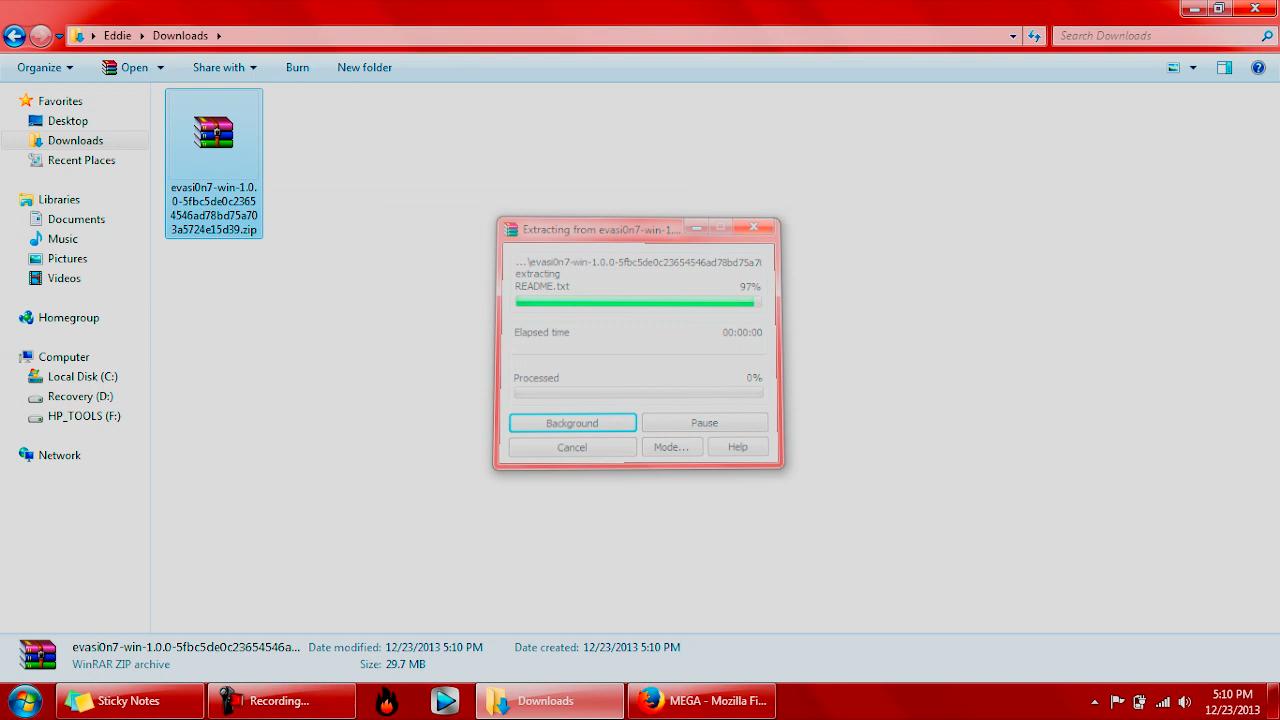 Eddie
Downloads
Search Downloads
Organize
Open
Share with
Burn
New folder
Favorites
Desktop
Downloads
Recent Places
Libraries
Documents
Music
Pictures
Videos
Homegroup
Computer
Local Disk (C:)
Recovery (D:)
HP_TOOLS (F:)
Network
evasi0n7-win-1.0.
0-5fbc5de0c2365
4546ad78bd75a70
3a5724e15d39.zip
Extracting from evasi0n7-win-1....
...\evasi0n7-win-1.0.0-5fbc5de0c23654546ad78bd75a7(
extracting
README.txt 97%
Elapsed time 00:00:00
Processed 0%
Background Pause
Cancel Mode... Help
evasi0n7-win-1.0.0-5fbc5de0c23654546a... Date modified: 12/23/2013 5:10 PM Date created: 12/23/2013 5:10 PM
WinRAR ZIP archive Size: 29.7 MB
Sticky Notes
Recording...
Downloads
MEGA - Mozilla Fi...
5:10 PM
12/23/2013